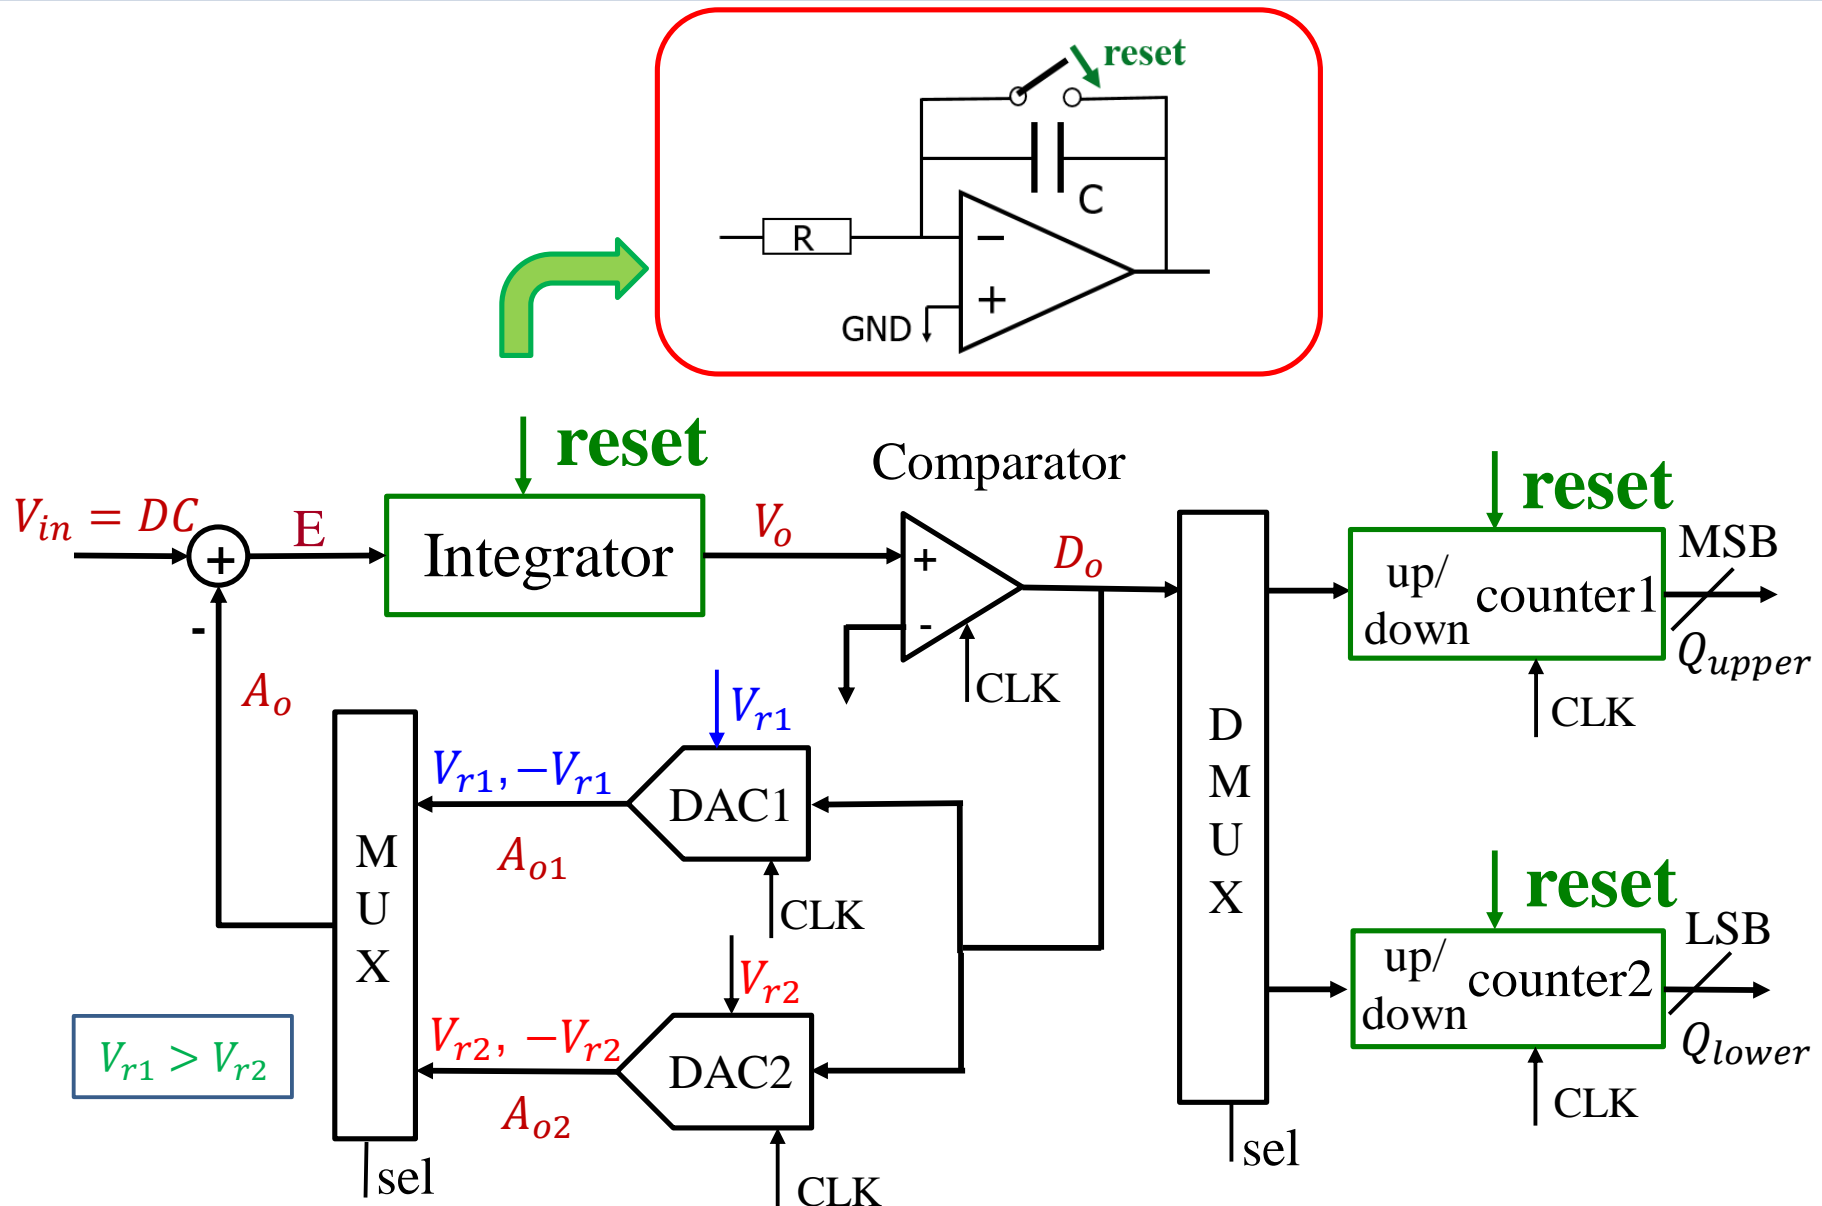 reset
R
C
−
+
GND
reset
Comparator
reset
V_in = DC
E
V_o
D_o
MSB
+
Integrator
+
up/
down
counter1
-
-
Q_upper
A_o
CLK
CLK
V_r1
D
M
U
X
V_r1, −V_r1
DAC1
A_o1
M
U
X
CLK
reset
LSB
V_r2
up/
down
counter2
V_r2, −V_r2
DAC2
Q_lower
V_r1 > V_r2
A_o2
CLK
sel
sel
CLK